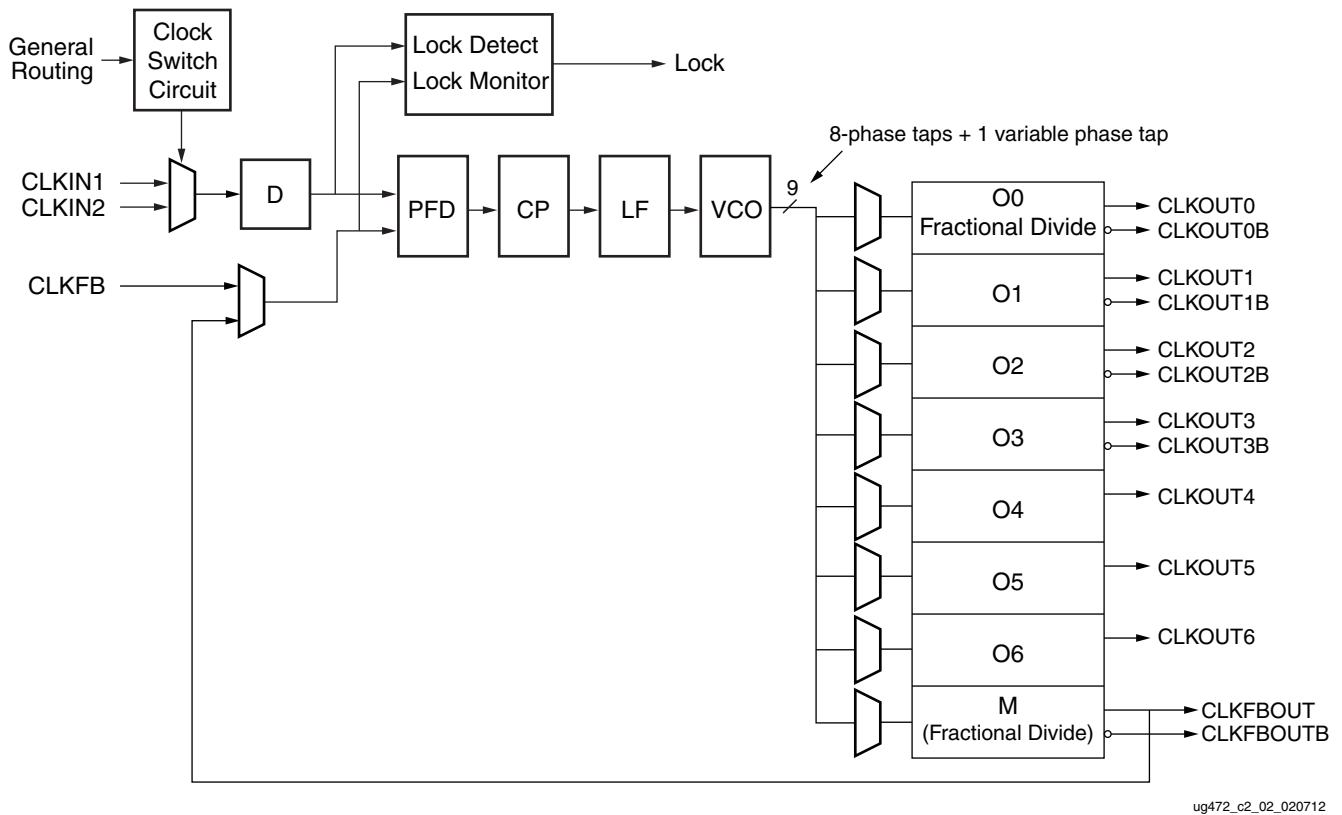 General
Routing
Clock
Switch
Circuit
Lock Detect
Lock Monitor
Lock
8-phase taps + 1 variable phase tap
CLKIN1
CLKIN2
D
PFD
CP
LF
VCO
9
CLKFB
O0
Fractional Divide
CLKOUT0
CLKOUT0B
O1
CLKOUT1
CLKOUT1B
O2
CLKOUT2
CLKOUT2B
O3
CLKOUT3
CLKOUT3B
O4
CLKOUT4
O5
CLKOUT5
O6
CLKOUT6
M
(Fractional Divide)
CLKFBOUT
CLKFBOUTB
ug472_c2_02_020712